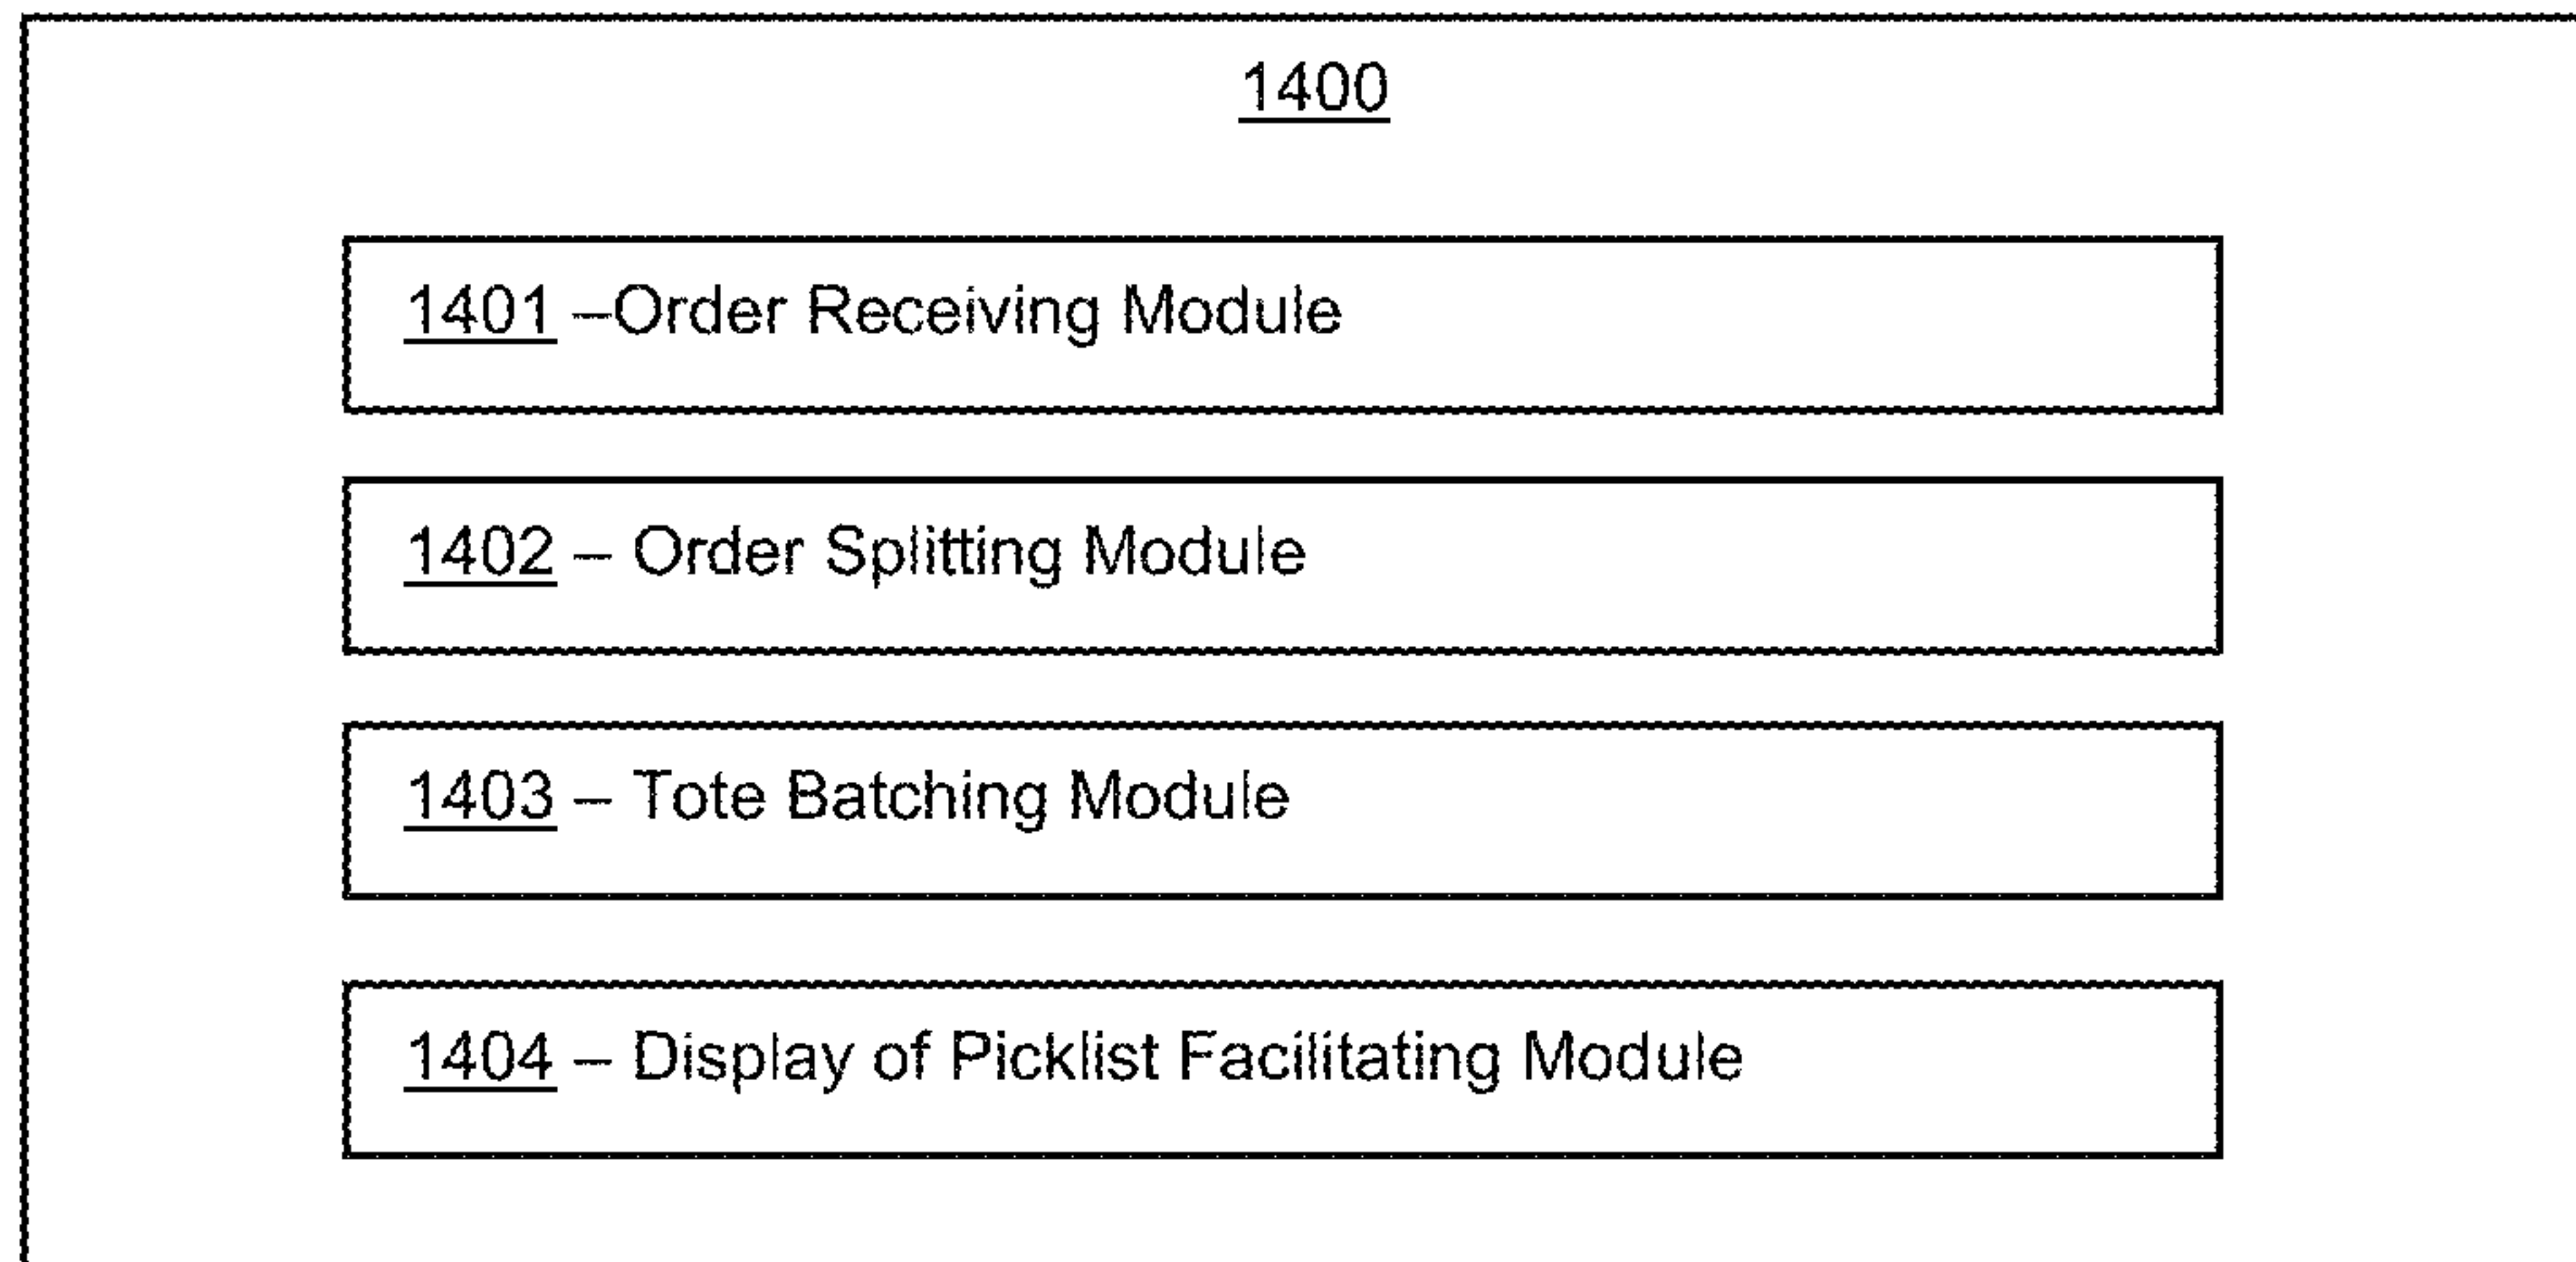 1400
1401 –Order Receiving Module
1402 – Order Splitting Module
1403 – Tote Batching Module
1404 – Display of Picklist Facilitating Module